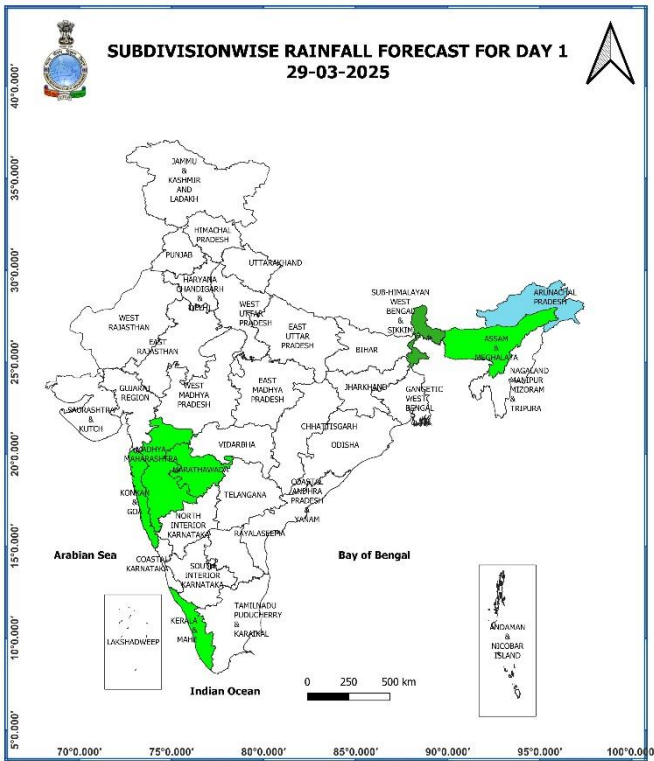 SUBDIVISIONWISE RAINFALL FORECAST FOR DAY 1
29-03-2025
40°0.000'
35°0.000'
30°0.000'
25°0.000'
20°0.000'
15°0.000'
10°0.000'
5°0.000'
JAMMU
&
KASHMIR
AND
LADAKH
HIMACHAL
PRADESH
PUNJAB
UTTARAKHAND
HARYANA
CHANDIGARH
&
DELHI
WEST
RAJASTHAN
EAST
RAJASTHAN
WEST
UTTAR
PRADESH
EAST
UTTAR
PRADESH
SUB-HIMALAYAN
WEST
BENGAL
&
SIKKIM
ARUNACHAL
PRADESH
ASSAM
&
MEGHALAYA
NAGALAND
MANIPUR
MIZORAM
&
TRIPURA
BIHAR
JHARKHAND
GANGETIC
WEST
BENGAL
GUJARAT
REGION
SAURASHTRA
&
KUTCH
WEST
MADHYA
PRADESH
EAST
MADHYA
PRADESH
CHHATTISGARH
ODISHA
VIDARBHA
MADHYA
MAHARASHTRA
MARATHAWADA
KONKAN
&
GOA
TELANGANA
COASTAL
ANDHRA
PRADESH
&
YANAM
NORTH
INTERIOR
KARNATAKA
RAYALASEEMA
COASTAL
KARNATAKA
SOUTH
INTERIOR
KARNATAKA
Arabian Sea
Bay of Bengal
KERALA
&
MAHE
TAMILNADU
PUDUCHERRY
&
KARAIKAL
LAKSHADWEEP
ANDAMAN
&
NICOBAR
ISLAND
Indian Ocean
0 250 500 km
70°0.000' 75°0.000' 80°0.000' 85°0.000' 90°0.000' 95°0.000' 100°0.00